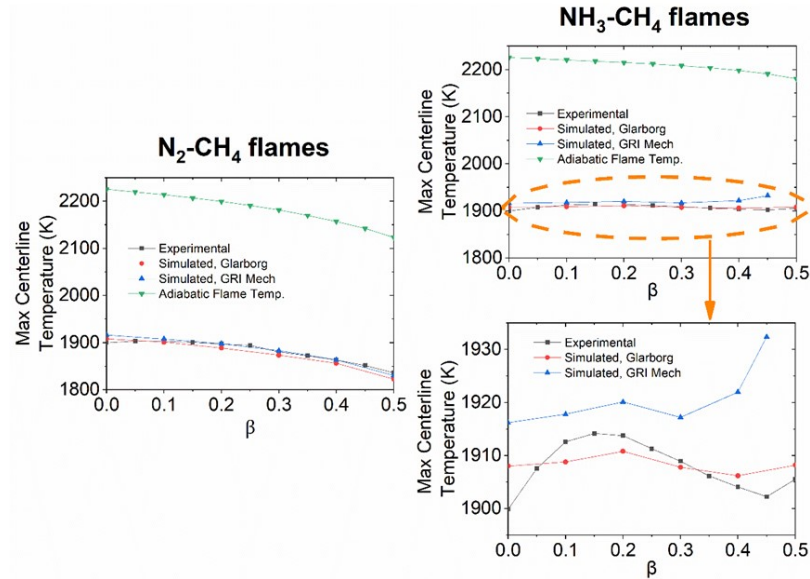 N2-CH4 flames
2200
2100
2000
1900
1800
Max Centerline
Temperature (K)
Experimental
Simulated, Glarborg
Simulated, GRI Mech
Adiabatic Flame Temp.
0.0 0.1 0.2 0.3 0.4 0.5
β
NH3-CH4 flames
2200
2100
2000
1900
1800
Max Centerline
Temperature (K)
Experimental
Simulated, Glarborg
Simulated, GRI Mech
Adiabatic Flame Temp.
0.0 0.1 0.2 0.3 0.4 0.5
β
1930
1920
1910
1900
Max Centerline
Temperature (K)
Experimental
Simulated, Glarborg
Simulated, GRI Mech
0.0 0.1 0.2 0.3 0.4 0.5
β